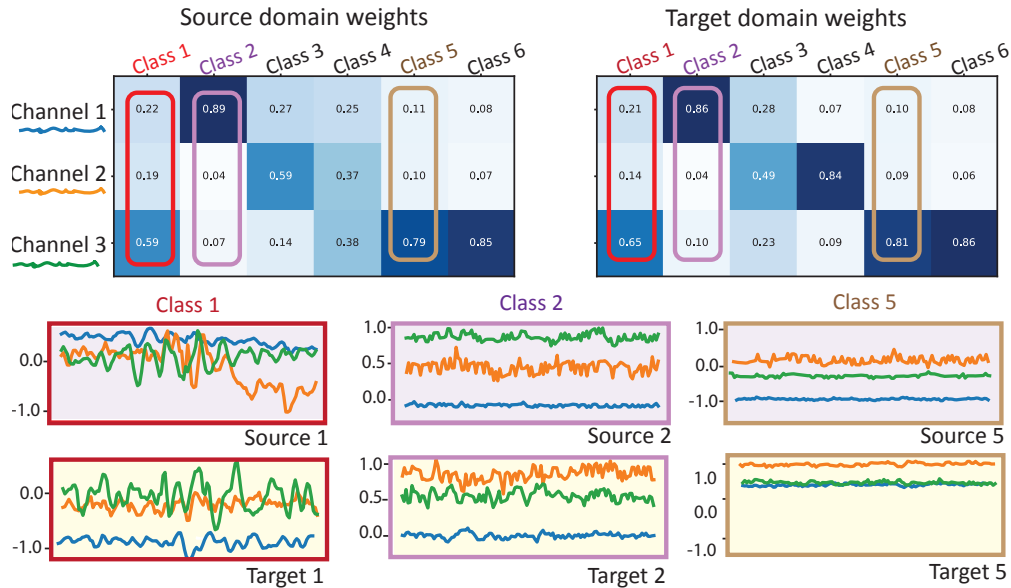 Source domain weights
Target domain weights
Class 1 Class 2 Class 3 Class 4 Class 5 Class 6
Class 1 Class 2 Class 3 Class 4 Class 5 Class 6
Channel 1
0.22 0.89 0.27 0.25 0.11 0.08
0.21 0.86 0.28 0.07 0.10 0.08
Channel 2
0.19 0.04 0.59 0.37 0.10 0.07
0.14 0.04 0.49 0.84 0.09 0.06
Channel 3
0.59 0.07 0.14 0.38 0.79 0.85
0.65 0.10 0.23 0.09 0.81 0.86
Class 1
Class 2
Class 5
0.0
-1.0
Source 1
1.0
0.5
0.0
Source 2
1.0
0.0
-1.0
Source 5
0.0
-1.0
Target 1
1.0
0.5
0.0
Target 2
1.0
0.0
-1.0
Target 5